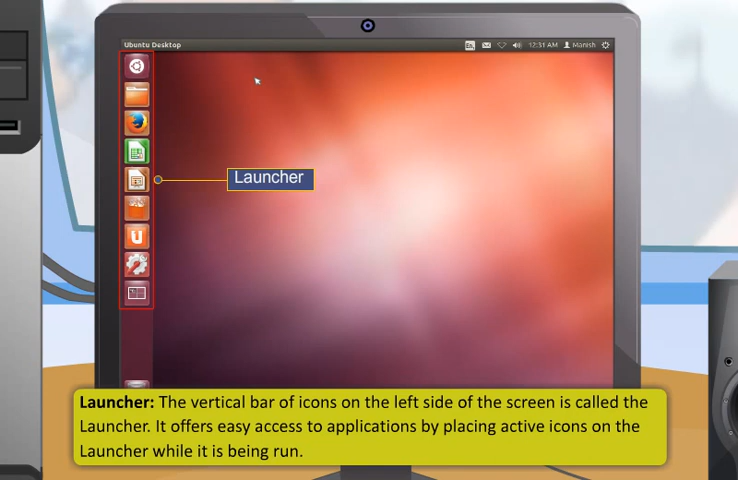 Ubuntu Desktop
En
12:31 AM
Manish
Launcher
Launcher: The vertical bar of icons on the left side of the screen is called the
Launcher. It offers easy access to applications by placing active icons on the
Launcher while it is being run.